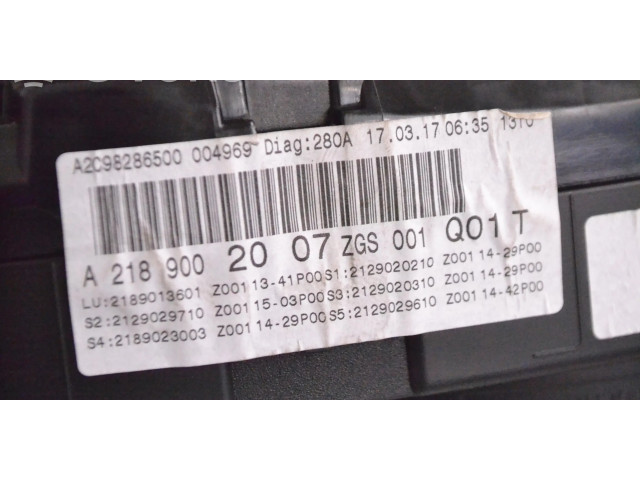 A2C98286500 004969 Diag:280A 17.03.17 06:35 1310
A 218 900 20 07 ZGS 001 Q01 T
LU:2189013601 Z001 13-41P00 S1:2129020210 Z001 14-29P00
S2:2129029710 Z001 15-03P00 S3:2129020310 Z001 14-29P00
S4:2189023003 Z001 14-29P00 S5:2129029610 Z001 14-42P00